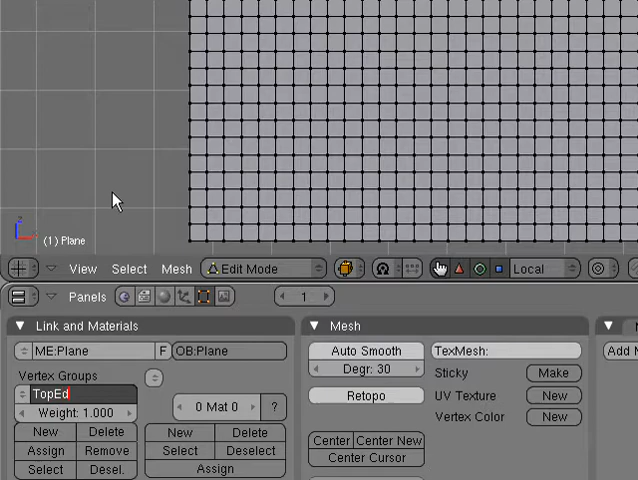 Z
(1) Plane
View Select Mesh Edit Mode Local
Panels 1
Link and Materials Mesh
ME:Plane F OB:Plane Auto Smooth TexMesh: Add
Vertex Groups Degr: 30 Sticky Make
TopEd Retopo UV Texture New
Weight: 1.000 0 Mat 0 ? Vertex Color New
New Delete New Delete Center Center New
Assign Remove Select Deselect Center Cursor
Select Desel. Assign